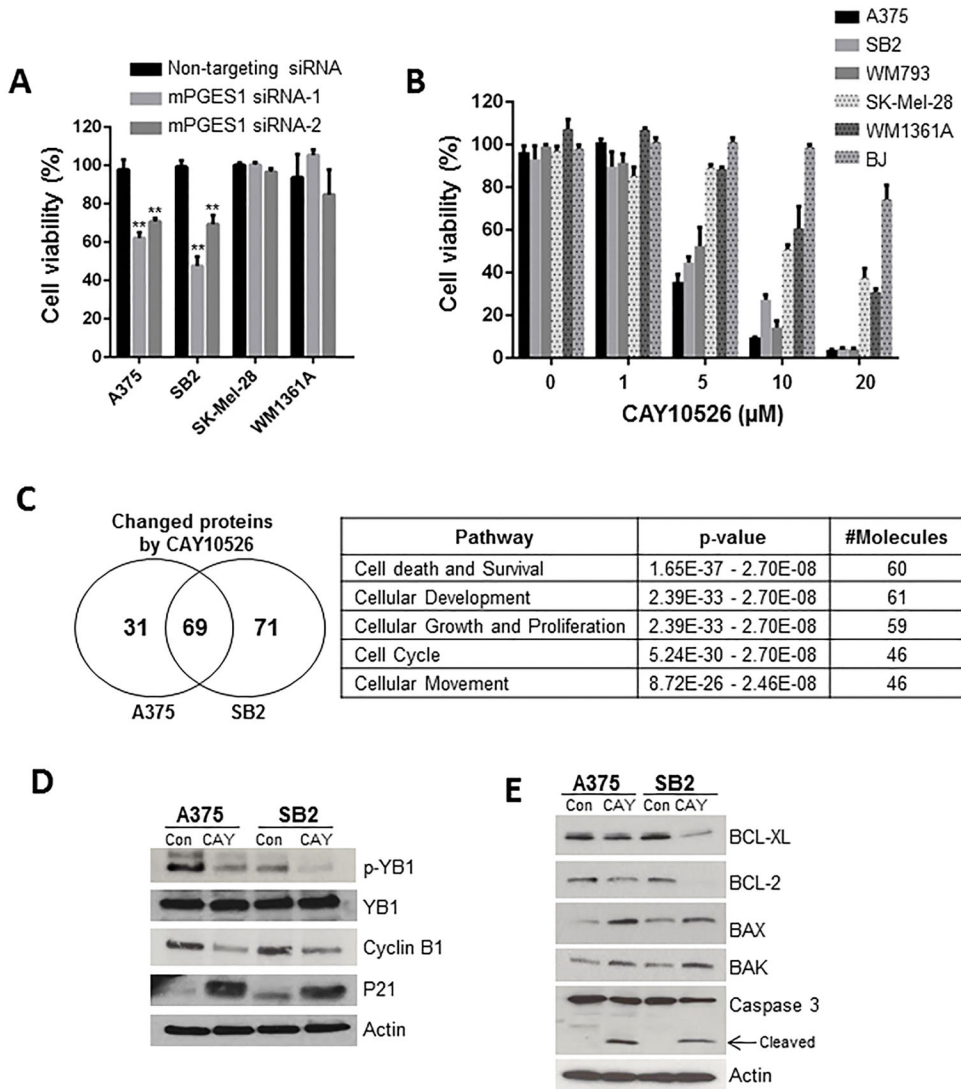 A
Non-targeting siRNA
mPGES1 siRNA-1
mPGES1 siRNA-2
Cell viability (%)
120
100
80
60
40
20
0
**
**
**
**
A375
SB2
SK-Mel-28
WM1361A
B
A375
SB2
WM793
SK-Mel-28
WM1361A
BJ
Cell viability (%)
120
100
80
60
40
20
0
0 1 5 10 20
CAY10526 (µM)
C
Changed proteins
by CAY10526
31 69 71
A375 SB2
Pathway p-value #Molecules
Cell death and Survival 1.65E-37 - 2.70E-08 60
Cellular Development 2.39E-33 - 2.70E-08 61
Cellular Growth and Proliferation 2.39E-33 - 2.70E-08 59
Cell Cycle 5.24E-30 - 2.70E-08 46
Cellular Movement 8.72E-26 - 2.46E-08 46
D
A375 SB2
Con CAY Con CAY
p-YB1
YB1
Cyclin B1
P21
Actin
E
A375 SB2
Con CAY Con CAY
BCL-XL
BCL-2
BAX
BAK
Caspase 3
Cleaved
Actin